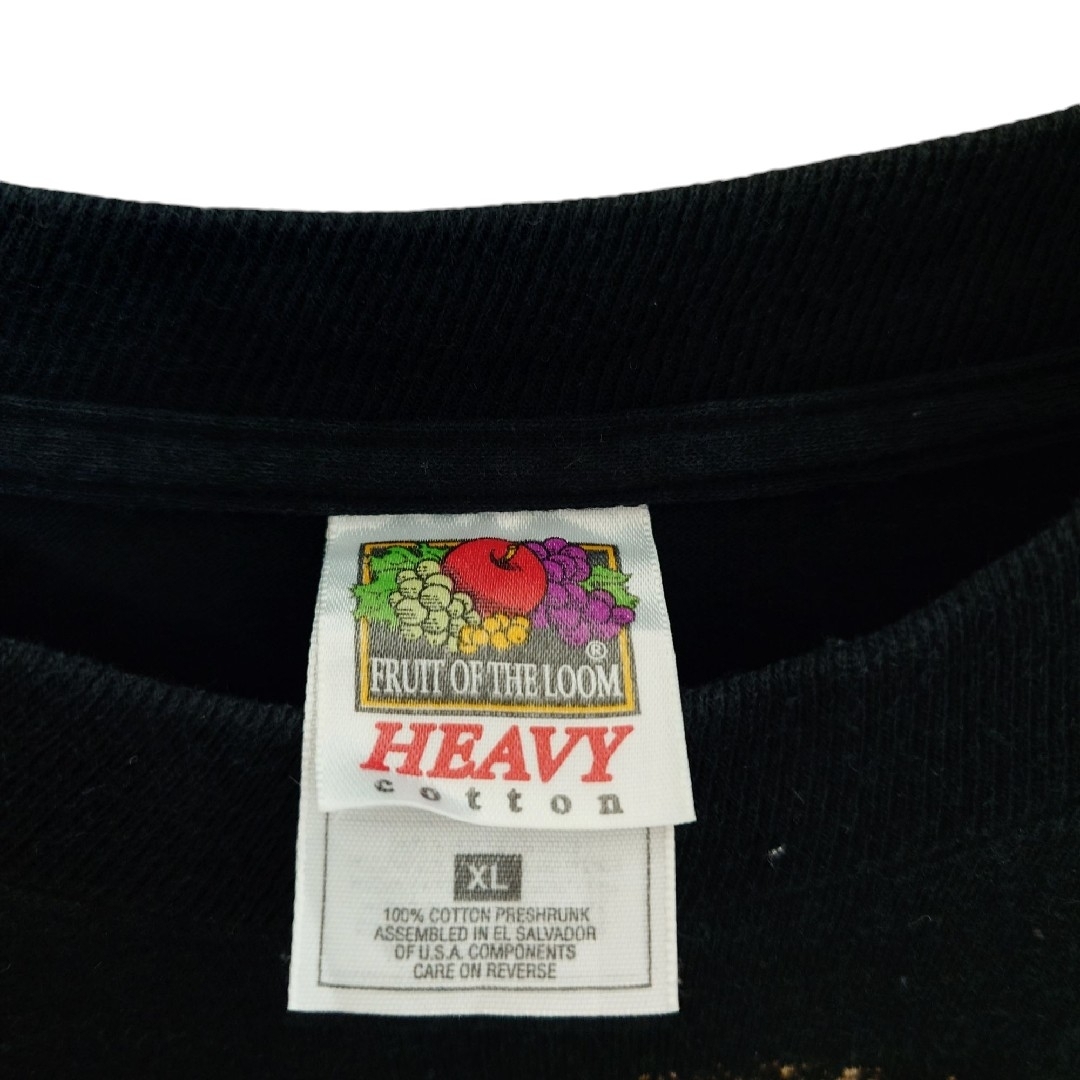 ®
FRUIT OF THE LOOM
HEAVY
cotton
XL
100% COTTON PRESHRUNK
ASSEMBLED IN EL SALVADOR
OF U.S.A. COMPONENTS
CARE ON REVERSE